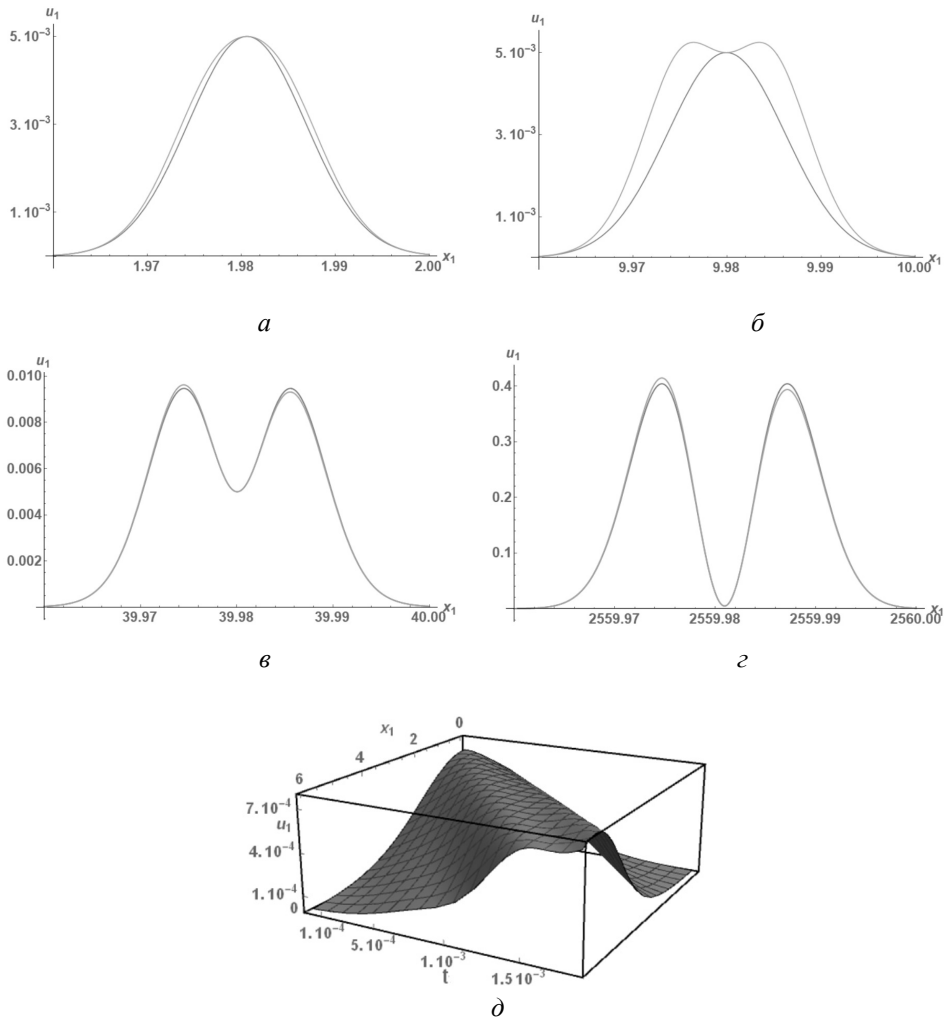 u₁
5.10⁻³
3.10⁻³
1.10⁻³
1.97 1.98 1.99 2.00 x₁
а
u₁
5.10⁻³
3.10⁻³
1.10⁻³
9.97 9.98 9.99 10.00 x₁
б
u₁
0.010
0.008
0.006
0.004
0.002
39.97 39.98 39.99 40.00 x₁
в
u₁
0.4
0.3
0.2
0.1
2559.97 2559.98 2559.99 2560.00 x₁
г
x₁ 0
2
4
6
7.10⁻⁴
u₁
4.10⁻⁴
1.10⁻⁴
0
1.10⁻⁴
5.10⁻⁴
1.10⁻³
t 1.5 10⁻³
д